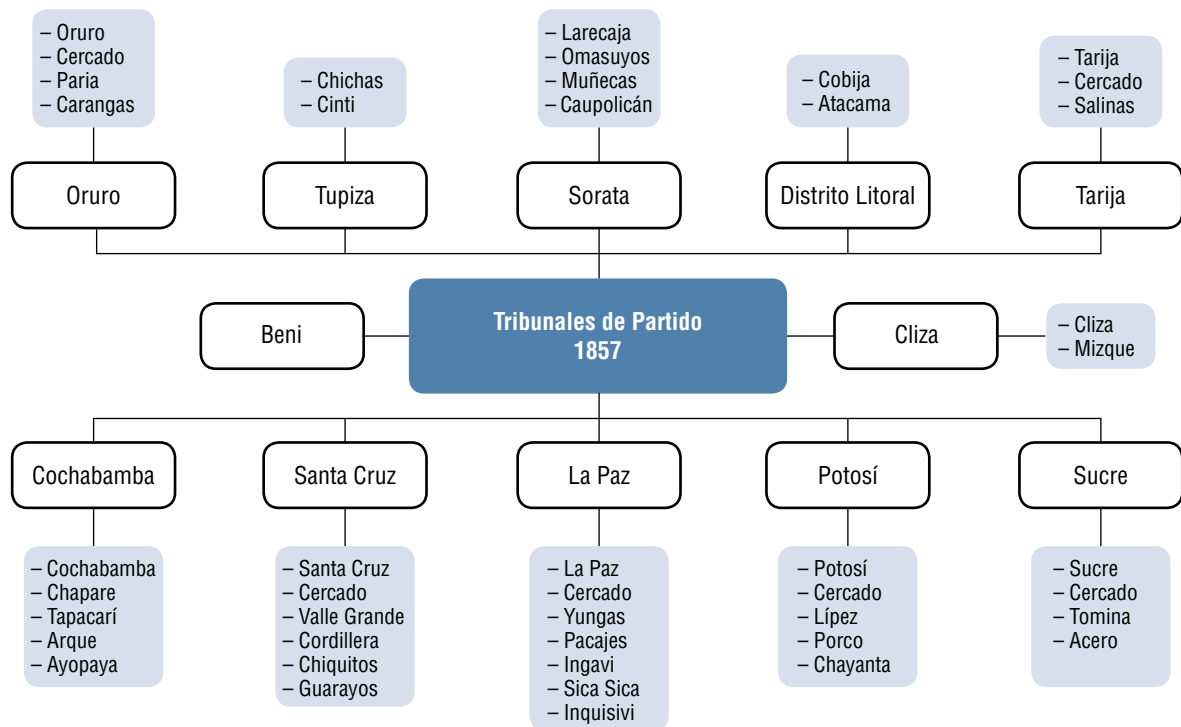 – Oruro
– Cercado
– Paria
– Carangas
– Chichas
– Cinti
– Larecaja
– Omasuyos
– Muñecas
– Caupolicán
– Cobija
– Atacama
– Tarija
– Cercado
– Salinas
Oruro
Tupiza
Sorata
Distrito Litoral
Tarija
Beni
Tribunales de Partido
1857
Cliza
– Cliza
– Mizque
Cochabamba
Santa Cruz
La Paz
Potosí
Sucre
– Cochabamba
– Chapare
– Tapacarí
– Arque
– Ayopaya
– Santa Cruz
– Cercado
– Valle Grande
– Cordillera
– Chiquitos
– Guarayos
– La Paz
– Cercado
– Yungas
– Pacajes
– Ingavi
– Sica Sica
– Inquisivi
– Potosí
– Cercado
– Lípez
– Porco
– Chayanta
– Sucre
– Cercado
– Tomina
– Acero